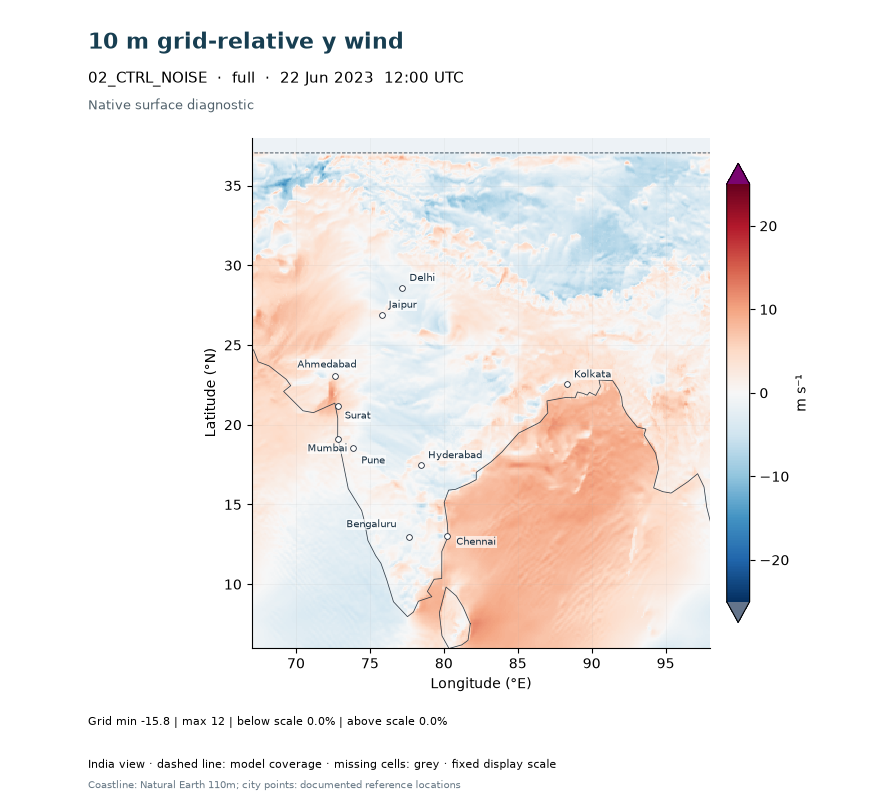 10 m grid-relative y wind
02_CTRL_NOISE · full · 22 Jun 2023 12:00 UTC
Native surface diagnostic
35
30
25
20
15
10
70
75
80
85
90
95
Latitude (°N)
Longitude (°E)
Delhi
Jaipur
Ahmedabad
Kolkata
Surat
Mumbai
Pune
Hyderabad
Bengaluru
Chennai
20
10
0
−10
−20
m s⁻¹
Grid min -15.8 | max 12 | below scale 0.0% | above scale 0.0%
India view · dashed line: model coverage · missing cells: grey · fixed display scale
Coastline: Natural Earth 110m; city points: documented reference locations